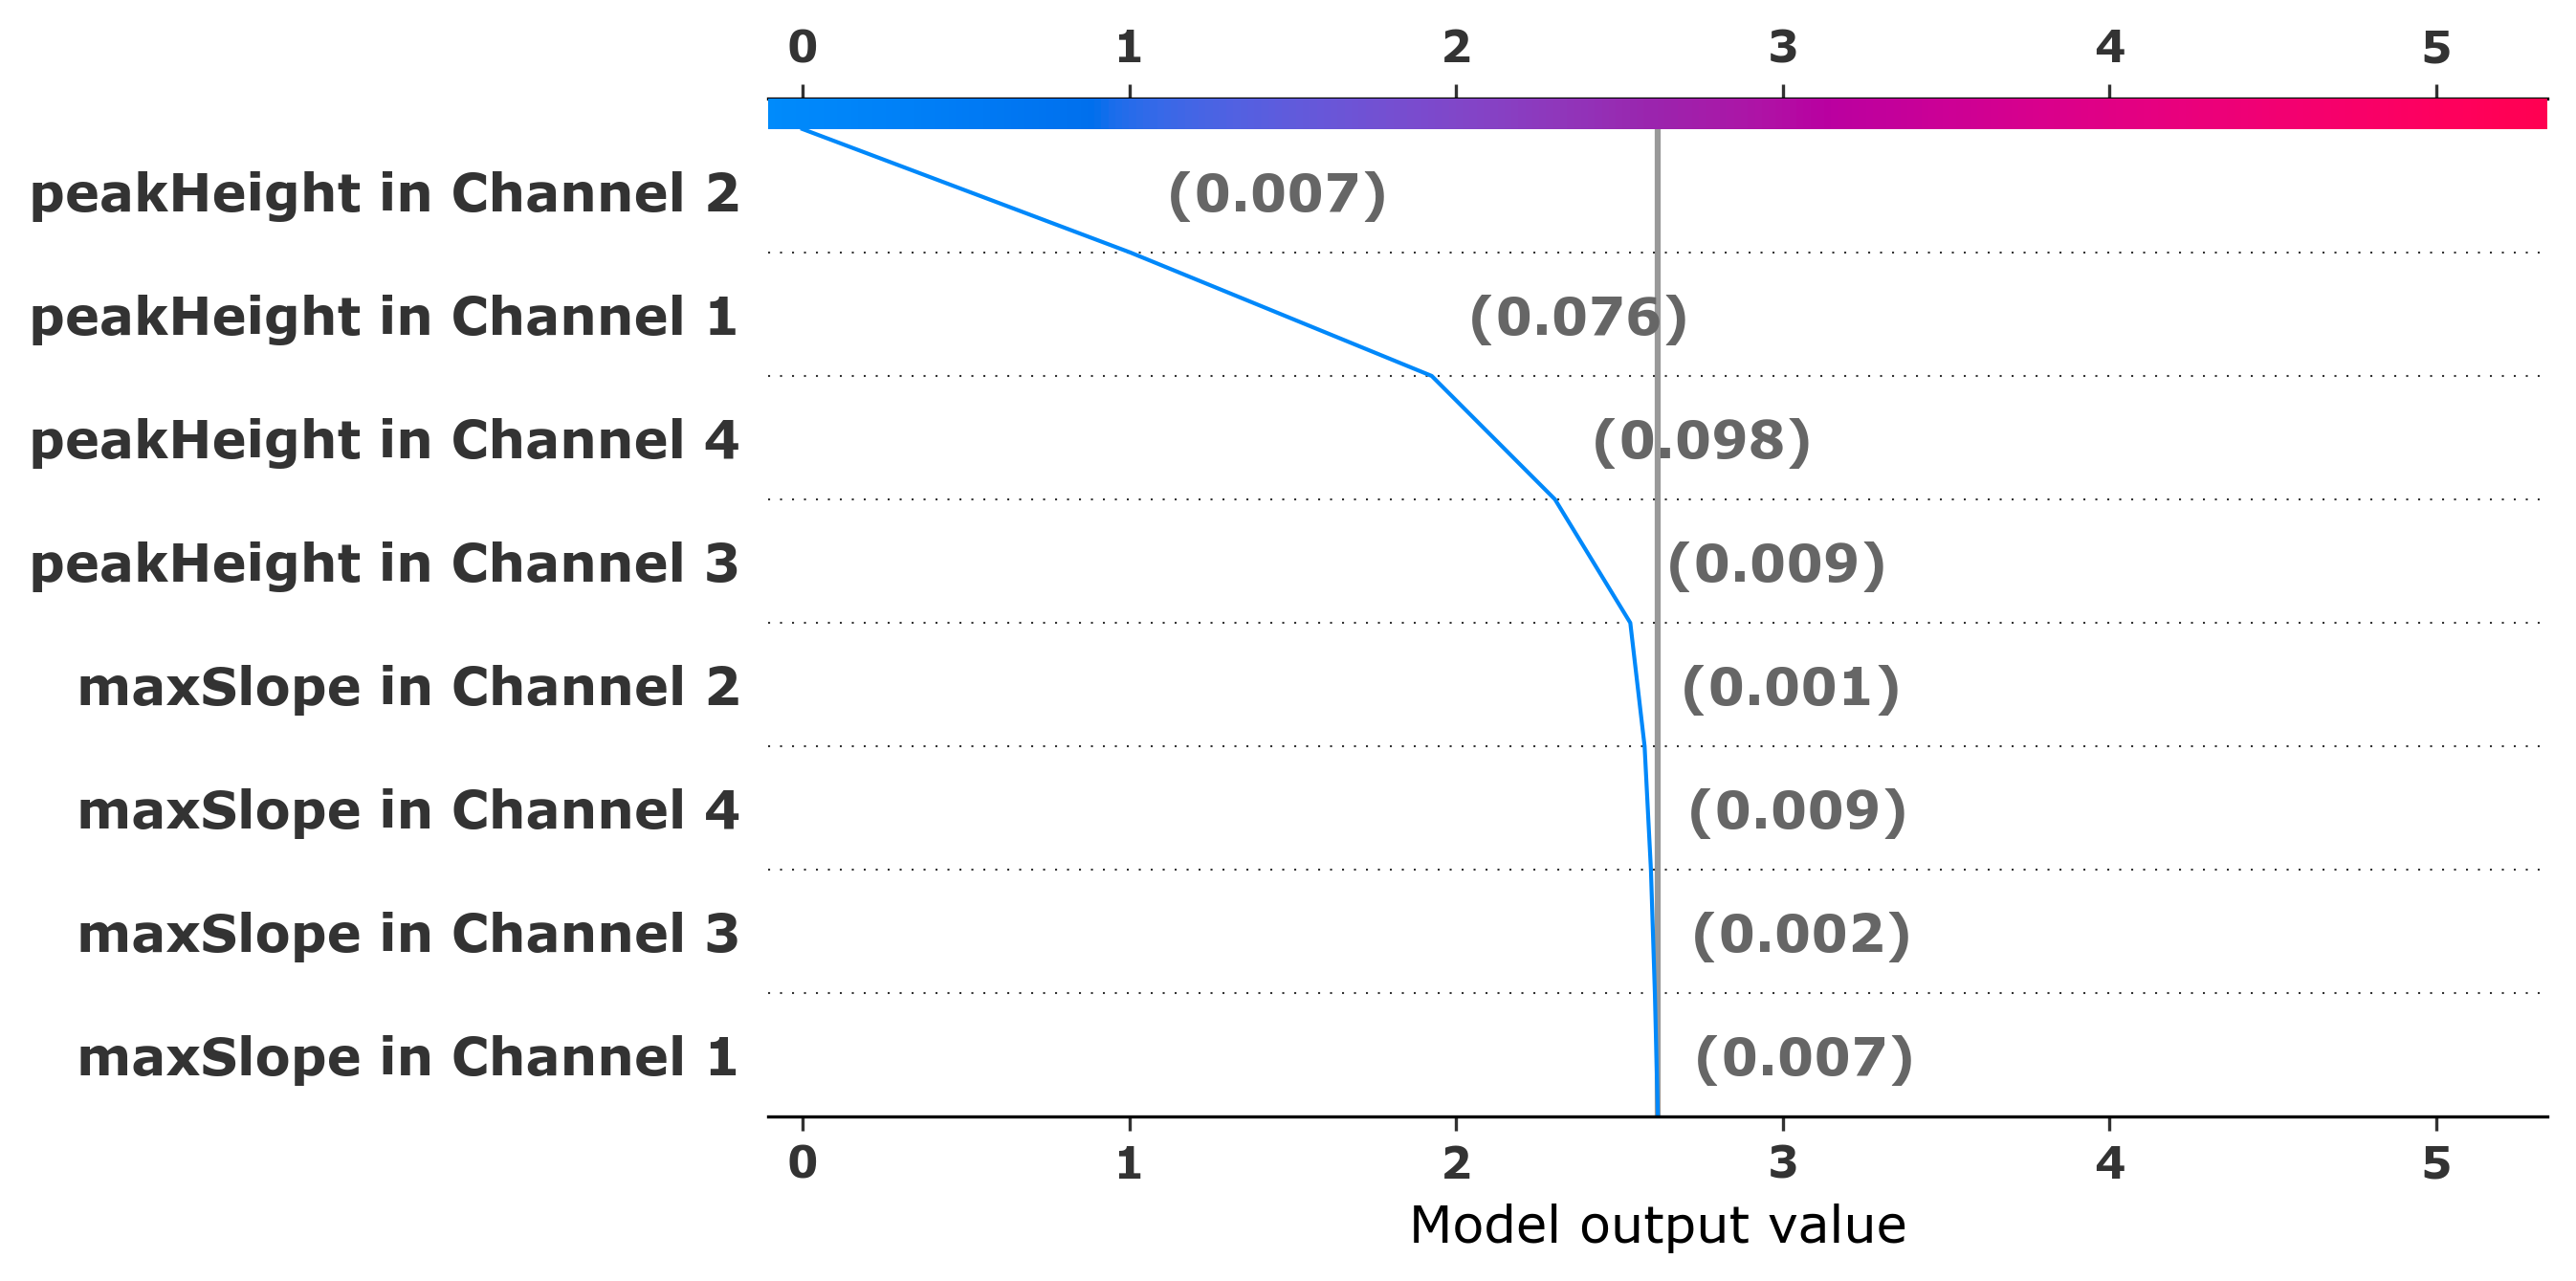 0 1 2 3 4 5
peakHeight in Channel 2 (0.007)
peakHeight in Channel 1 (0.076)
peakHeight in Channel 4 (0.098)
peakHeight in Channel 3 (0.009)
maxSlope in Channel 2 (0.001)
maxSlope in Channel 4 (0.009)
maxSlope in Channel 3 (0.002)
maxSlope in Channel 1 (0.007)
0 1 2 3 4 5
Model output value